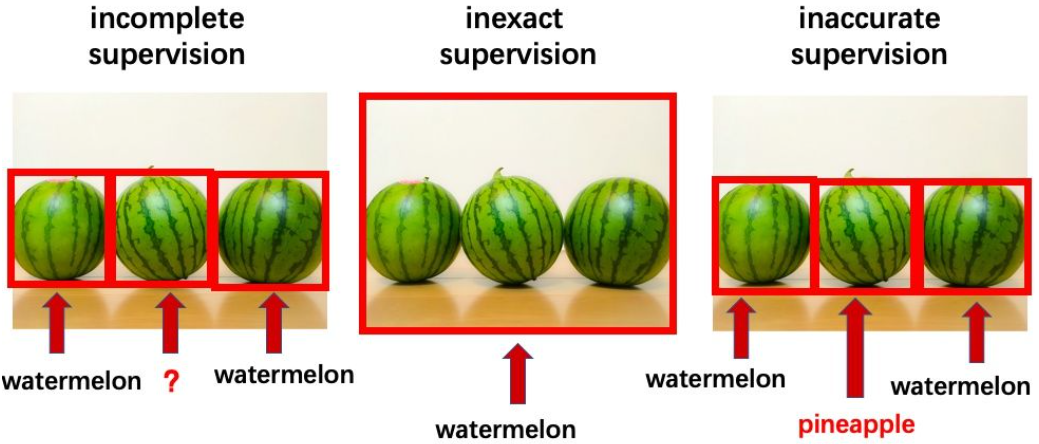 incomplete
supervision
inexact
supervision
inaccurate
supervision
watermelon
?
watermelon
watermelon
watermelon
pineapple
watermelon